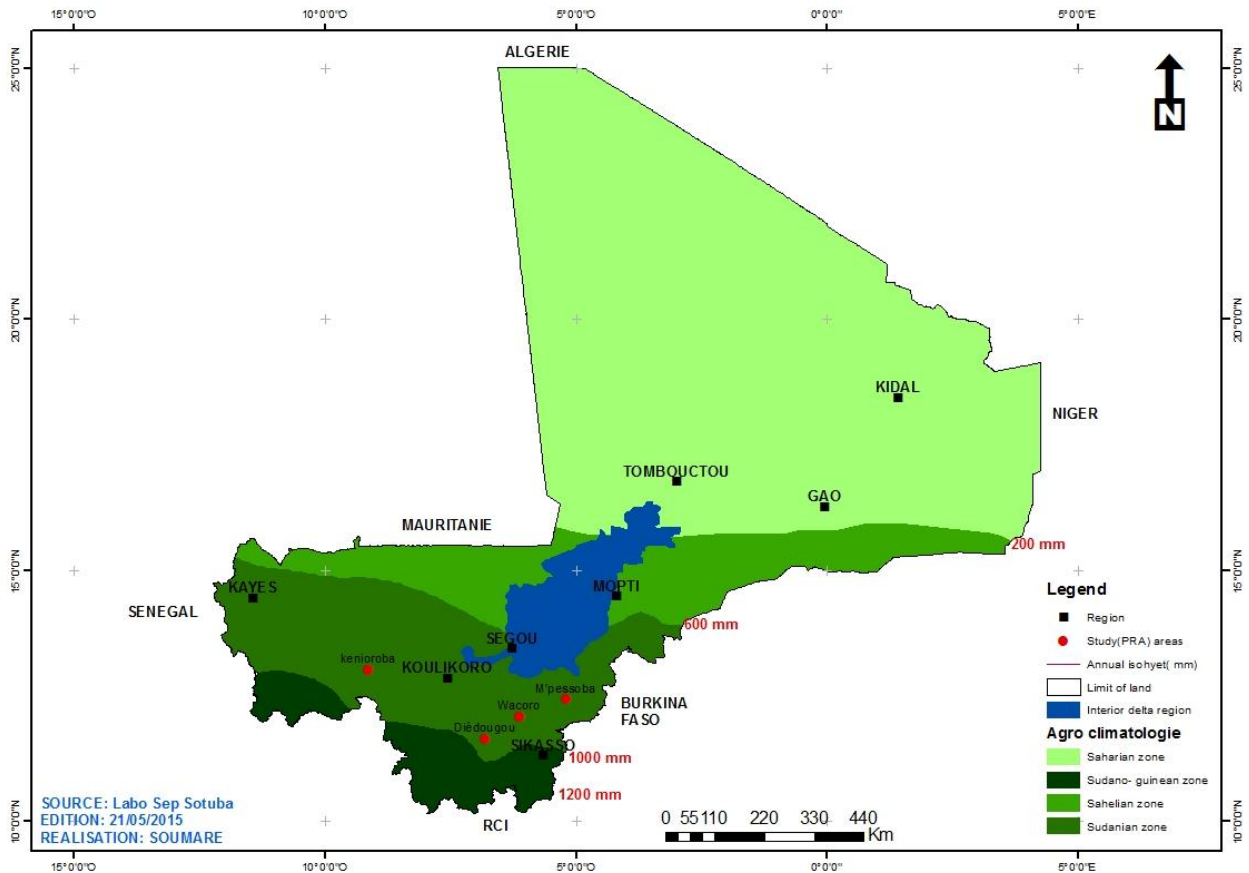 15°0'0"W 10°0'0"W 5°0'0"W 0°0'0" 5°0'0"E
25°0'0"N
25°0'0"N
20°0'0"N
20°0'0"N
15°0'0"N
15°0'0"N
10°0'0"N
10°0'0"N
ALGERIE
N
KIDAL
NIGER
TOMBOUCTOU
GAO
MAURITANIE
200 mm
KAYES
MOPTI
SENEGAL
600 mm
SEGOU
kenioroba
KOULIKORO
M'pessoba
Wacoro
BURKINA
FASO
Dièdougou
SIKASSO
1000 mm
1200 mm
RCI
Legend
Region
Study(PRA) areas
Annual isohyet( mm)
Limit of land
Interior delta region
Agro climatologie
Saharian zone
Sudano- guinean zone
Sahelian zone
Sudanian zone
SOURCE: Labo Sep Sotuba
EDITION: 21/05/2015
REALISATION: SOUMARE
0 55110 220 330 440
Km
15°0'0"W 10°0'0"W 5°0'0"W 0°0'0" 5°0'0"E